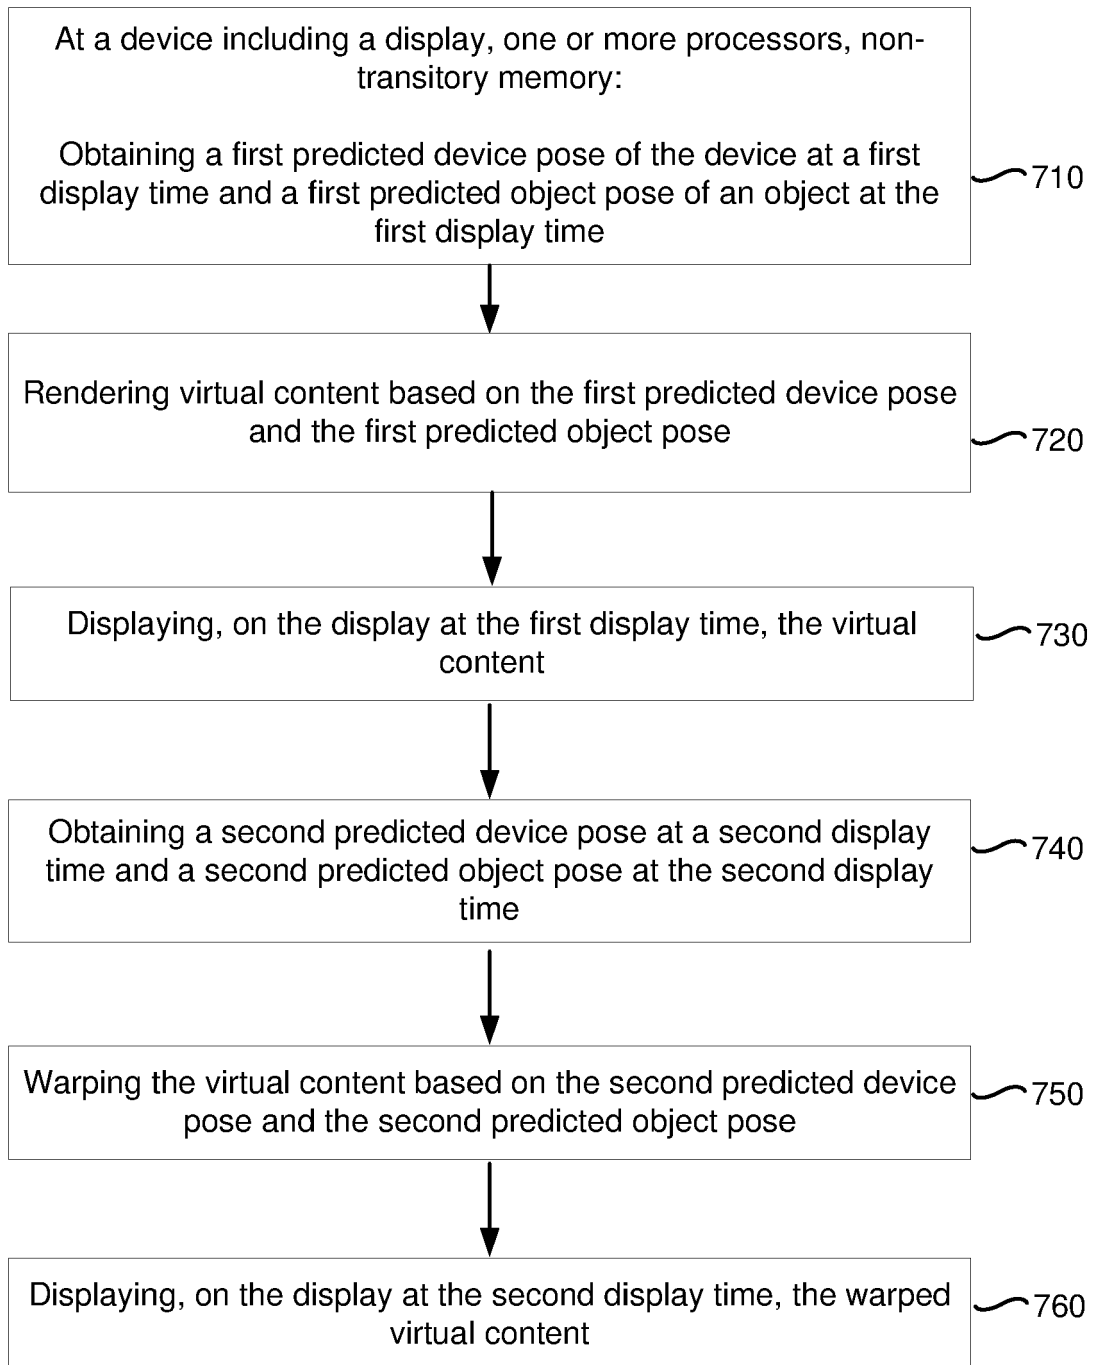 At a device including a display, one or more processors, non-
transitory memory:
Obtaining a first predicted device pose of the device at a first
display time and a first predicted object pose of an object at the
first display time
710
Rendering virtual content based on the first predicted device pose
and the first predicted object pose
720
Displaying, on the display at the first display time, the virtual
content
730
Obtaining a second predicted device pose at a second display
time and a second predicted object pose at the second display
time
740
Warping the virtual content based on the second predicted device
pose and the second predicted object pose
750
Displaying, on the display at the second display time, the warped
virtual content
760